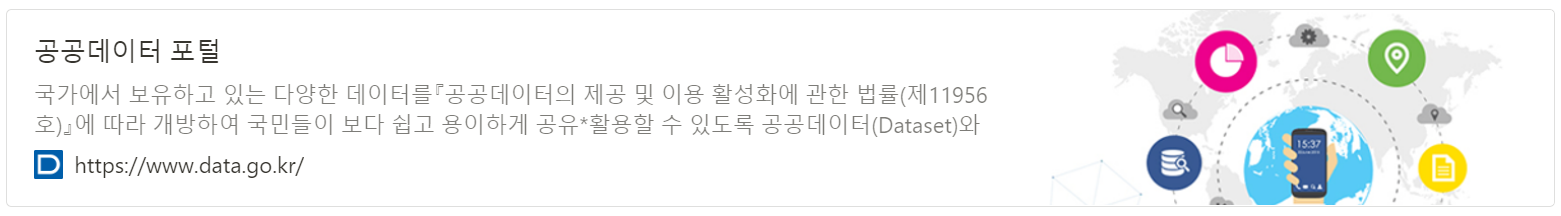 공공데이터 포털
국가에서 보유하고 있는 다양한 데이터를『공공데이터의 제공 및 이용 활성화에 관한 법률(제11956
호)』에 따라 개방하여 국민들이 보다 쉽고 용이하게 공유*활용할 수 있도록 공공데이터(Dataset)와
https://www.data.go.kr/
15:37